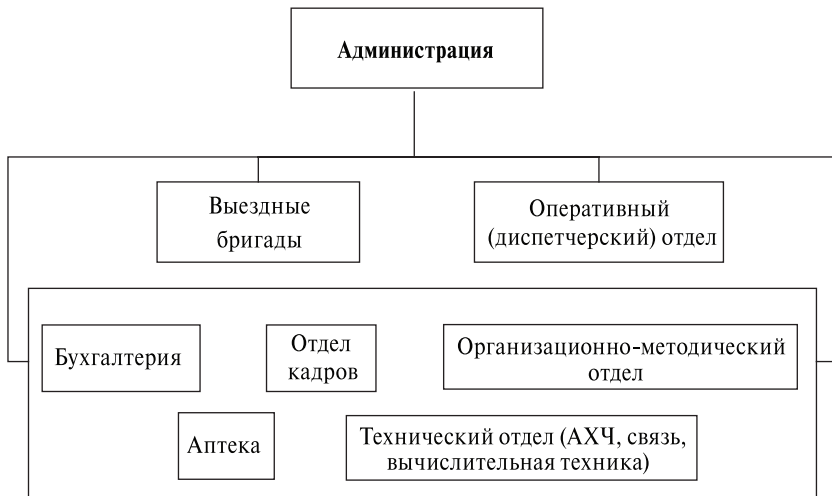 Администрация
Выездные
бригады
Оперативный
(диспетчерский) отдел
Бухгалтерия
Отдел
кадров
Организационно-методический
отдел
Аптека
Технический отдел (АХЧ, связь,
вычислительная техника)